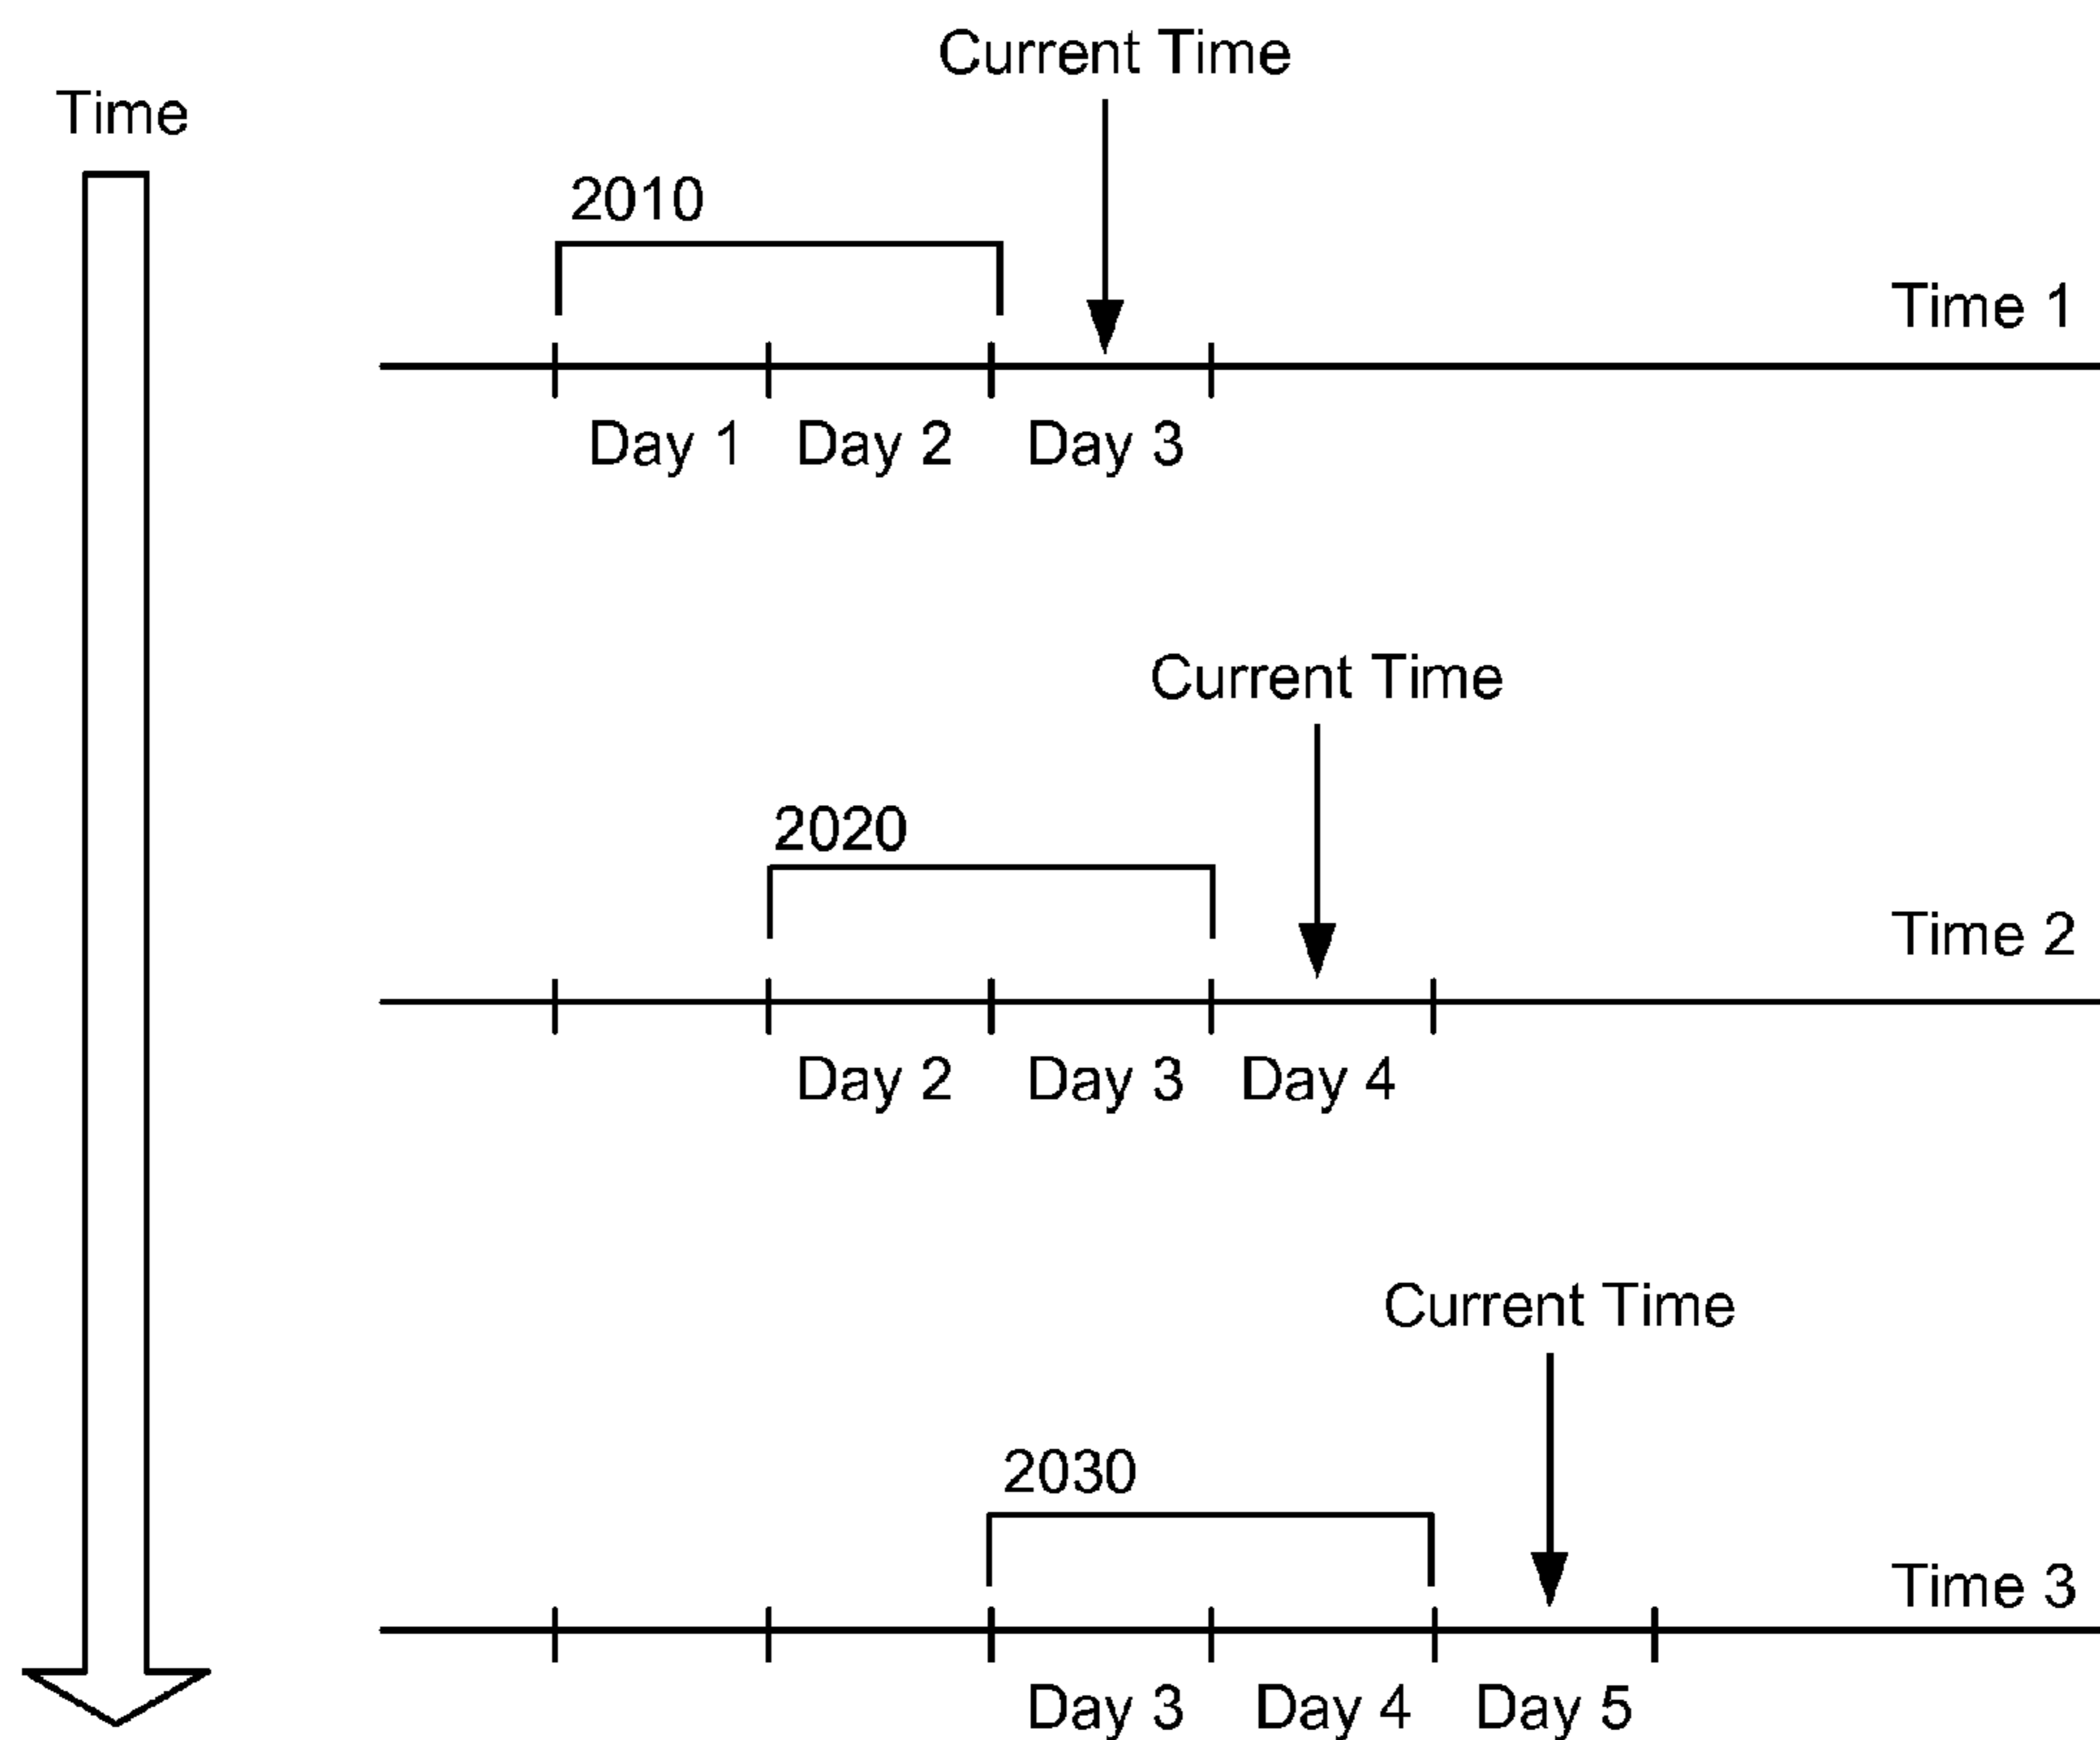 Current Time
Time
2010
Time 1
Day 1 Day 2 Day 3
Current Time
2020
Time 2
Day 2 Day 3 Day 4
Current Time
2030
Time 3
Day 3 Day 4 Day 5